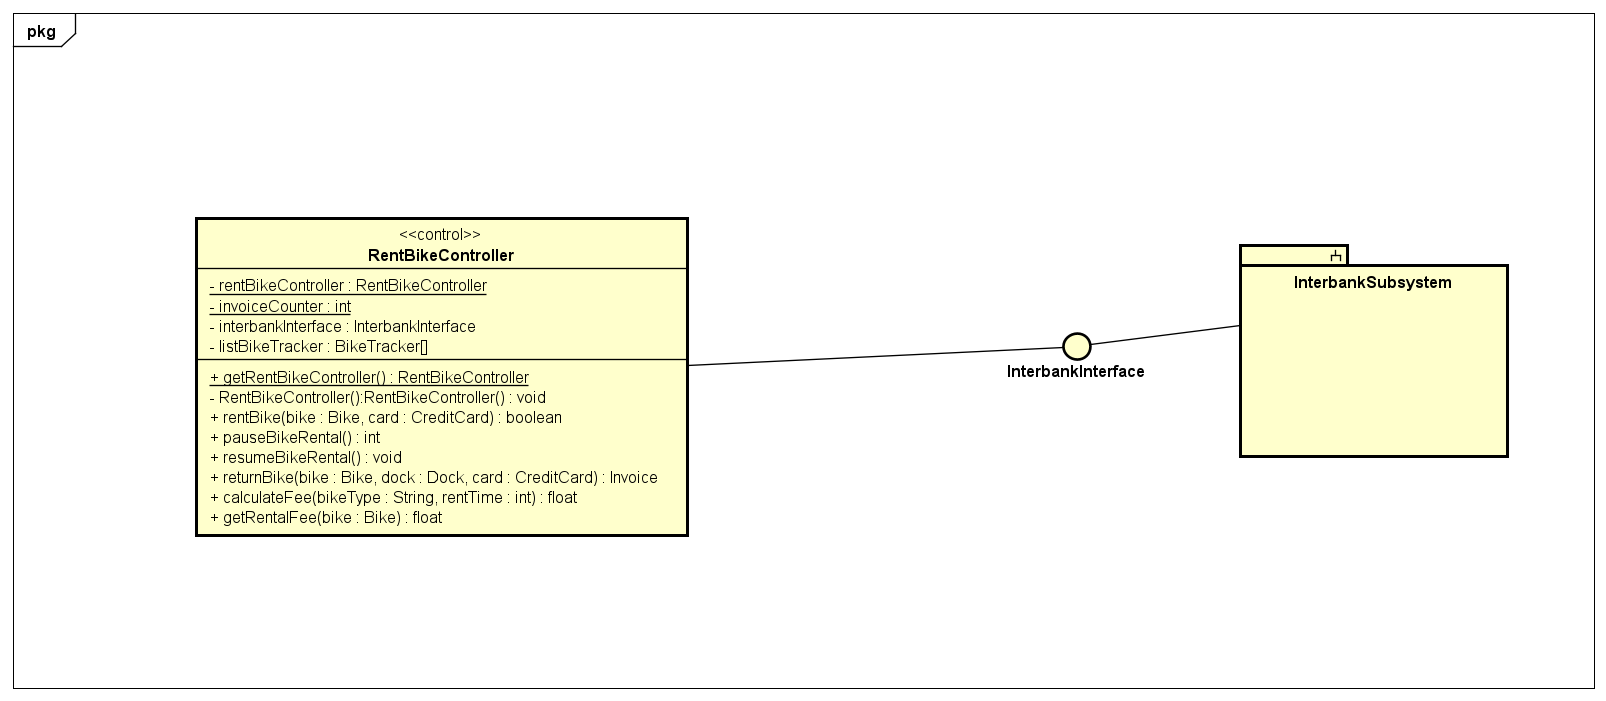 pkg
<<control>>
RentBikeController
- rentBikeController : RentBikeController
- invoiceCounter : int
- interbankInterface : InterbankInterface
- listBikeTracker : BikeTracker[]
+ getRentBikeController() : RentBikeController
- RentBikeController():RentBikeController() : void
+ rentBike(bike : Bike, card : CreditCard) : boolean
+ pauseBikeRental() : int
+ resumeBikeRental() : void
+ returnBike(bike : Bike, dock : Dock, card : CreditCard) : Invoice
+ calculateFee(bikeType : String, rentTime : int) : float
+ getRentalFee(bike : Bike) : float
InterbankInterface
InterbankSubsystem